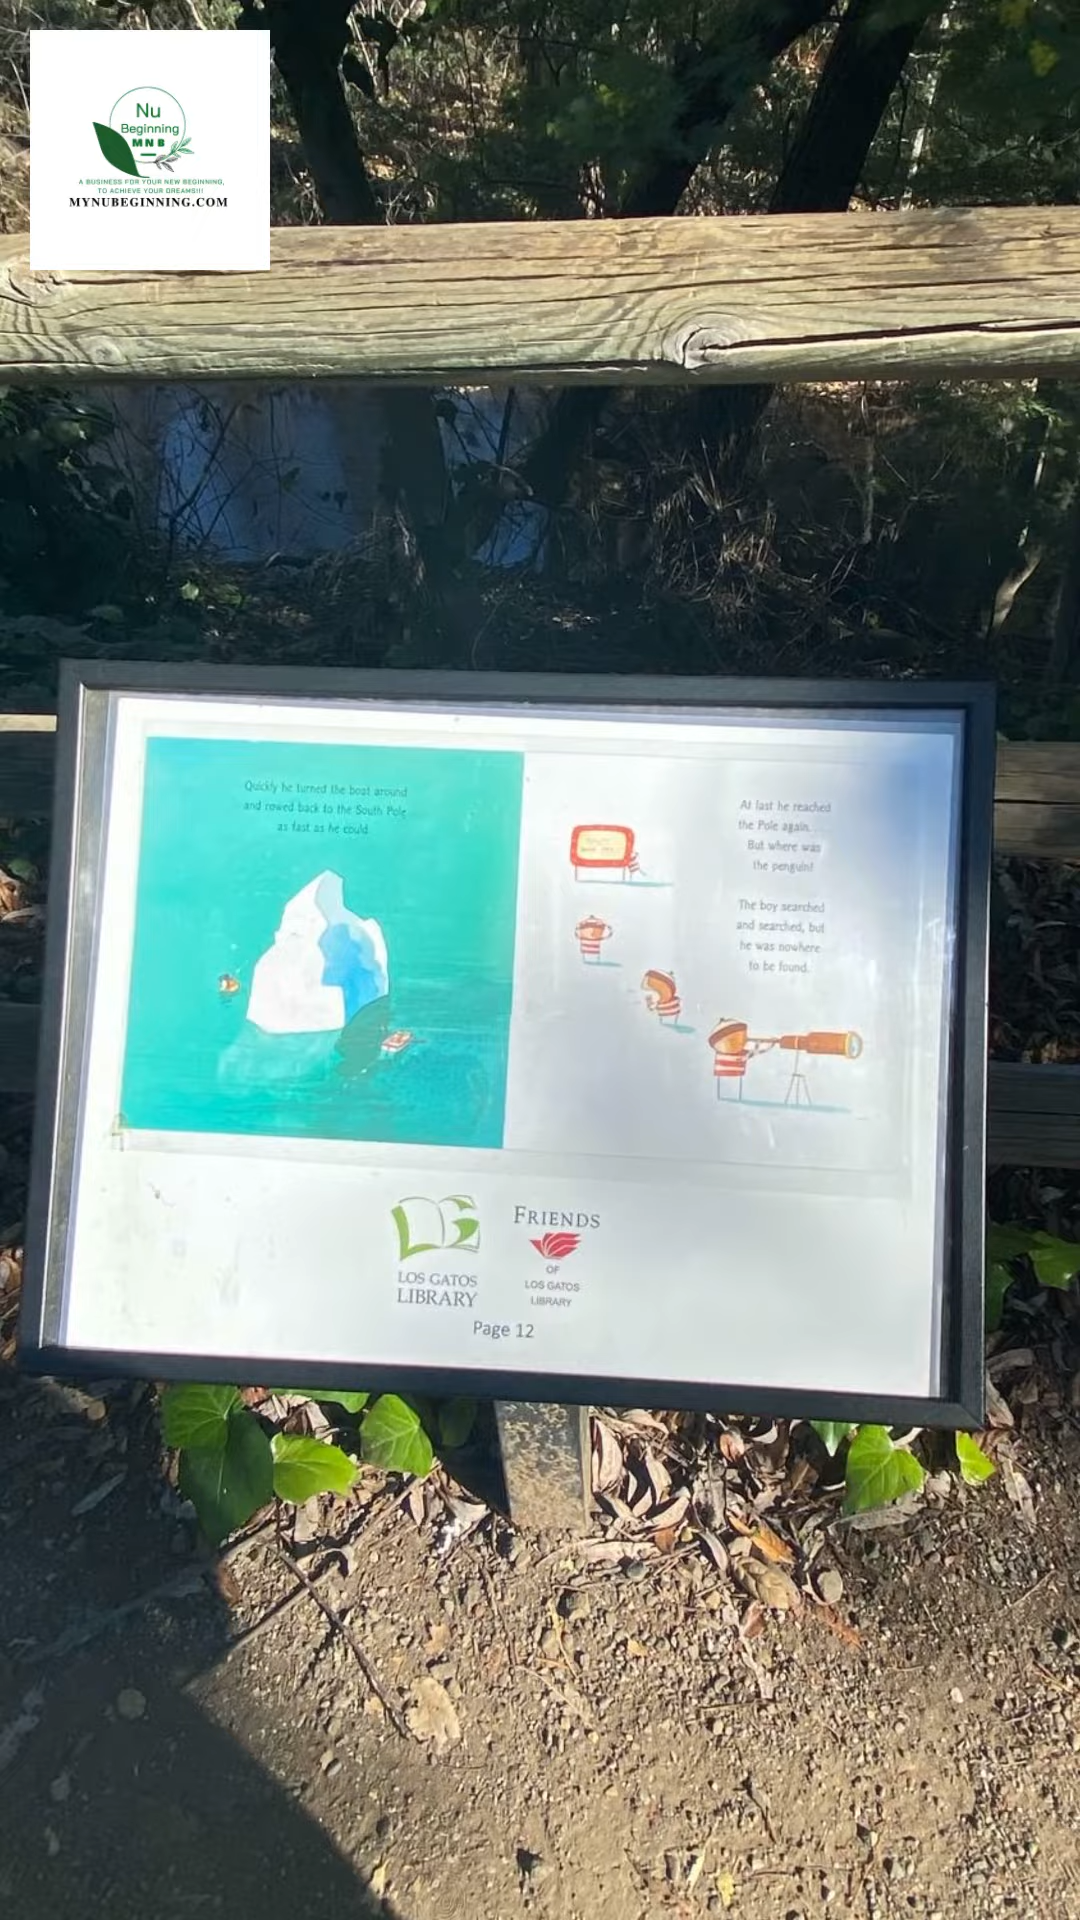 Nu
Beginning
MNB
A BUSINESS FOR YOUR NEW BEGINNING,
TO ACHIEVE YOUR DREAMS!!!
MYNUBEGINNING.COM
Quickly he turned the boat around
and rowed back to the South Pole
as fast as he could.
At last he reached
the Pole again.
But where was
the penguin?
The boy searched
and searched, but
he was nowhere
to be found.
LOS GATOS
LIBRARY
FRIENDS
OF
LOS GATOS
LIBRARY
Page 12